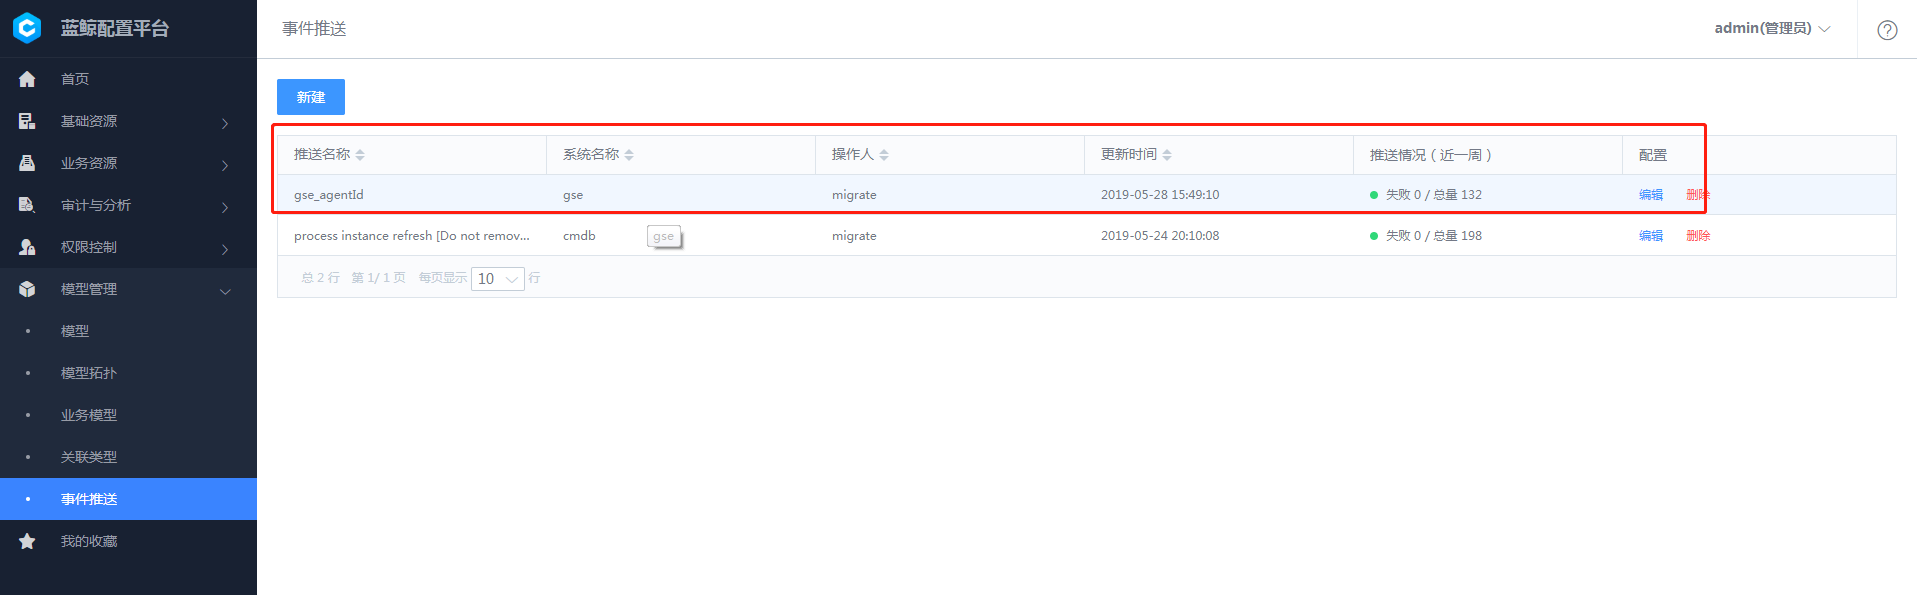 蓝鲸配置平台
首页
基础资源
业务资源
审计与分析
权限控制
模型管理
模型
模型拓扑
业务模型
关联类型
事件推送
我的收藏
事件推送
admin(管理员)
新建
推送名称 系统名称 操作人 更新时间 推送情况（近一周） 配置
gse_agentId gse migrate 2019-05-28 15:49:10 失败 0 / 总量 132 编辑 删除
process instance refresh [Do not remov... cmdb migrate 2019-05-24 20:10:08 失败 0 / 总量 198 编辑 删除
gse
总 2 行 第 1/ 1 页 每页显示 10 行